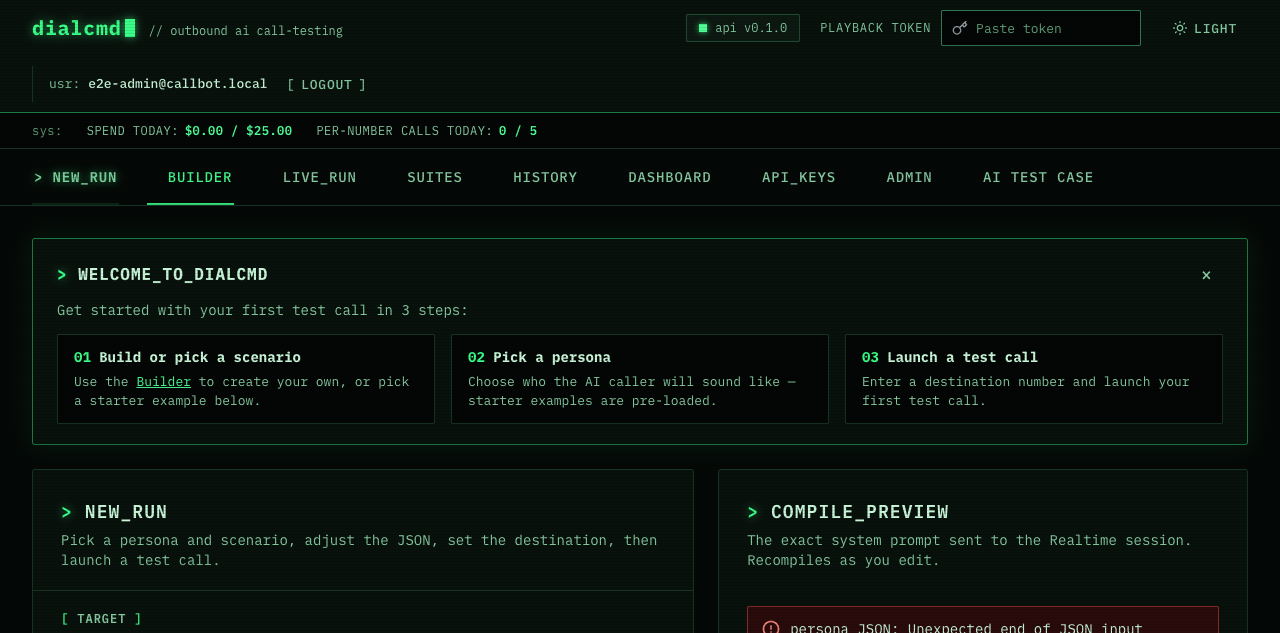 dialcmd // outbound ai call-testing
api v0.1.0
PLAYBACK TOKEN
Paste token
LIGHT
usr: e2e-admin@callbot.local
[ LOGOUT ]
sys: SPEND TODAY: $0.00 / $25.00 PER-NUMBER CALLS TODAY: 0 / 5
> NEW_RUN BUILDER LIVE_RUN SUITES HISTORY DASHBOARD API_KEYS ADMIN AI TEST CASE
> WELCOME_TO_DIALCMD
×
Get started with your first test call in 3 steps:
01 Build or pick a scenario
Use the Builder to create your own, or pick
a starter example below.
02 Pick a persona
Choose who the AI caller will sound like —
starter examples are pre-loaded.
03 Launch a test call
Enter a destination number and launch your
first test call.
> NEW_RUN
Pick a persona and scenario, adjust the JSON, set the destination, then
launch a test call.
[ TARGET ]
> COMPILE_PREVIEW
The exact system prompt sent to the Realtime session.
Recompiles as you edit.
persona JSON: Unexpected end of JSON input